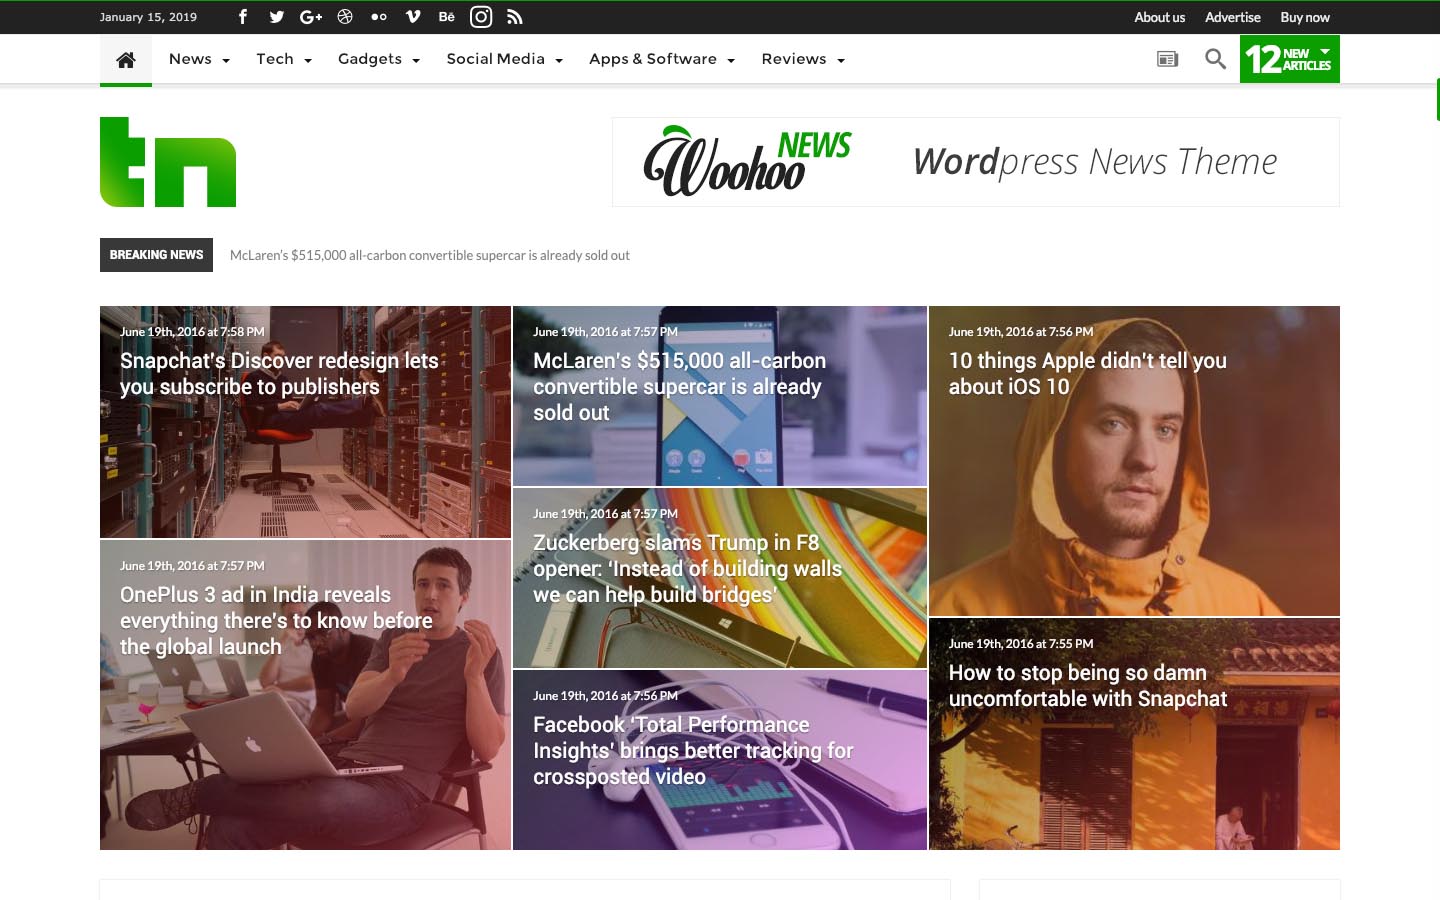 January 15, 2019
Bē
About us
Advertise
Buy now
News
Tech
Gadgets
Social Media
Apps & Software
Reviews
12 NEW
ARTICLES
tn
Woohoo NEWS
Wordpress News Theme
BREAKING NEWS
McLaren's $515,000 all-carbon convertible supercar is already sold out
June 19th, 2016 at 7:58 PM
Snapchat's Discover redesign lets
you subscribe to publishers
June 19th, 2016 at 7:57 PM
OnePlus 3 ad in India reveals
everything there's to know before
the global launch
June 19th, 2016 at 7:57 PM
McLaren's $515,000 all-carbon
convertible supercar is already
sold out
June 19th, 2016 at 7:57 PM
Zuckerberg slams Trump in F8
opener: ‘Instead of building walls
we can help build bridges’
June 19th, 2016 at 7:56 PM
Facebook ‘Total Performance
Insights’ brings better tracking for
crossposted video
June 19th, 2016 at 7:56 PM
10 things Apple didn't tell you
about iOS 10
June 19th, 2016 at 7:55 PM
How to stop being so damn
uncomfortable with Snapchat